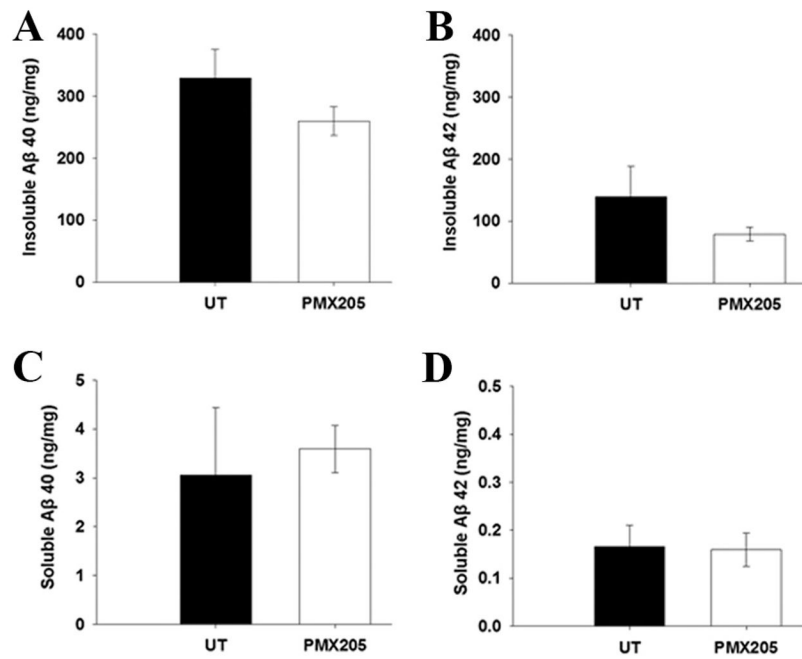 A
Insoluble Aβ 40 (ng/mg)
400
300
200
100
0
UT PMX205
B
Insoluble Aβ 42 (ng/mg)
400
300
200
100
0
UT PMX205
C
Soluble Aβ 40 (ng/mg)
5
4
3
2
1
0
UT PMX205
D
Soluble Aβ 42 (ng/mg)
0.5
0.4
0.3
0.2
0.1
0.0
UT PMX205